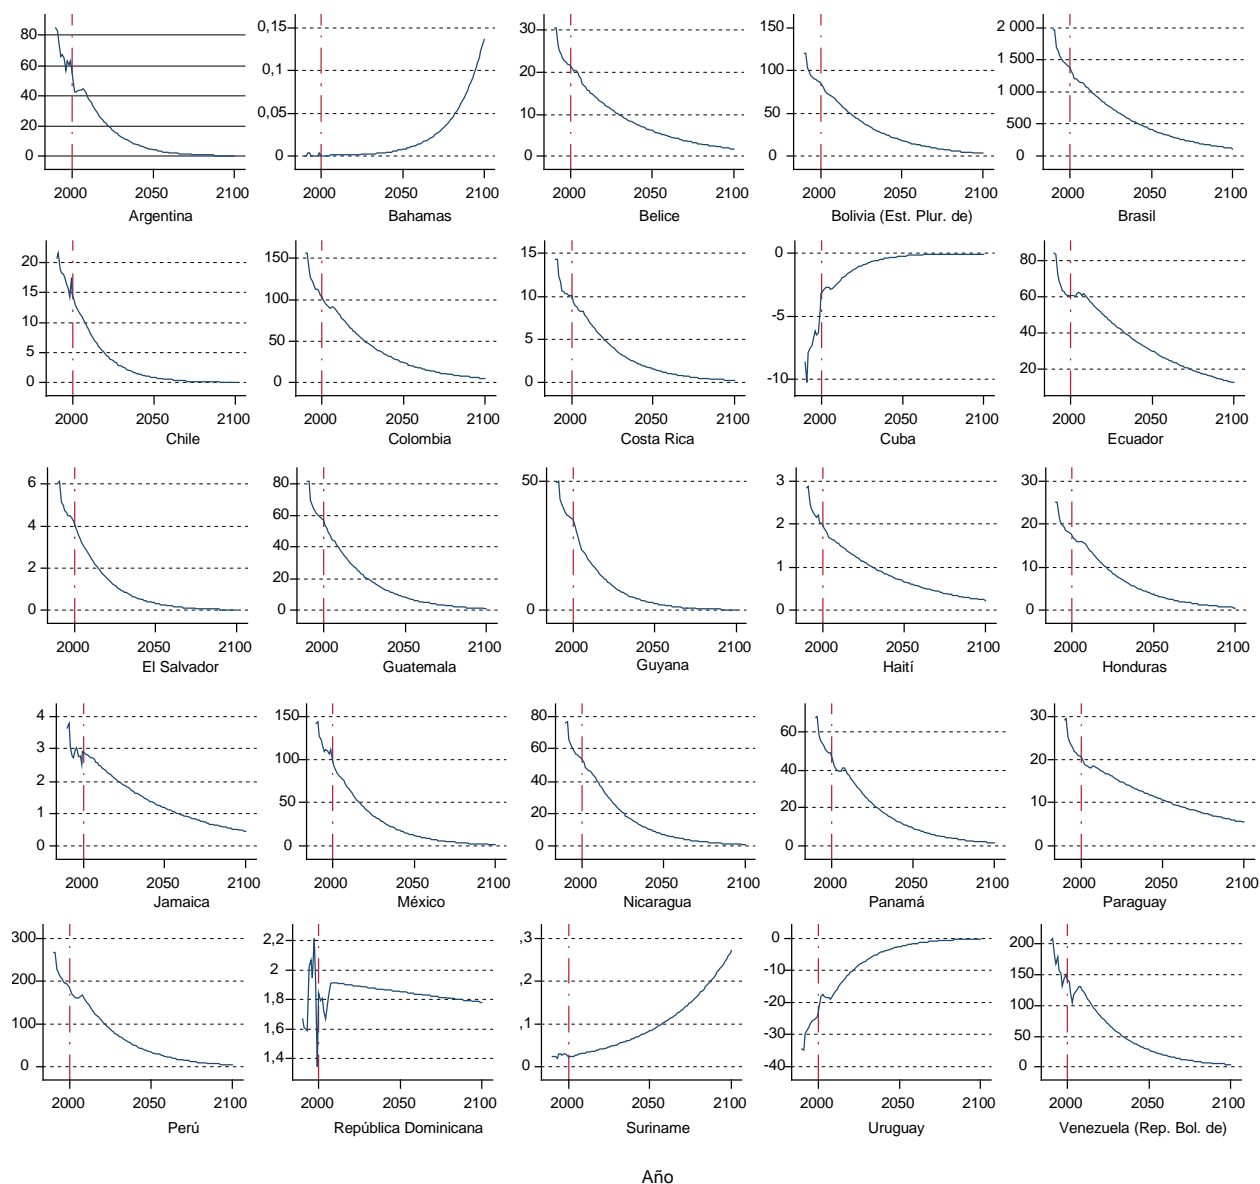 80
60
40
20
0
2000 2050 2100
Argentina
0,15
0,1
0,05
0
2000 2050 2100
Bahamas
30
20
10
0
2000 2050 2100
Belice
150
100
50
0
2000 2050 2100
Bolivia (Est. Plur. de)
2 000
1 500
1 000
500
0
2000 2050 2100
Brasil
20
15
10
5
0
2000 2050 2100
Chile
150
100
50
0
2000 2050 2100
Colombia
15
10
5
0
2000 2050 2100
Costa Rica
0
-5
-10
2000 2050 2100
Cuba
80
60
40
20
2000 2050 2100
Ecuador
6
4
2
0
2000 2050 2100
El Salvador
80
60
40
20
0
2000 2050 2100
Guatemala
50
0
2000 2050 2100
Guyana
3
2
1
0
2000 2050 2100
Haití
30
20
10
0
2000 2050 2100
Honduras
4
3
2
1
0
2000 2050 2100
Jamaica
150
100
50
0
2000 2050 2100
México
80
60
40
20
0
2000 2050 2100
Nicaragua
60
40
20
0
2000 2050 2100
Panamá
30
20
10
0
2000 2050 2100
Paraguay
300
200
100
0
2000 2050 2100
Perú
2,2
2
1,8
1,6
1,4
2000 2050 2100
República Dominicana
,3
,2
,1
0
2000 2050 2100
Suriname
0
-10
-20
-30
-40
2000 2050 2100
Uruguay
200
150
100
50
0
2000 2050 2100
Venezuela (Rep. Bol. de)
Año